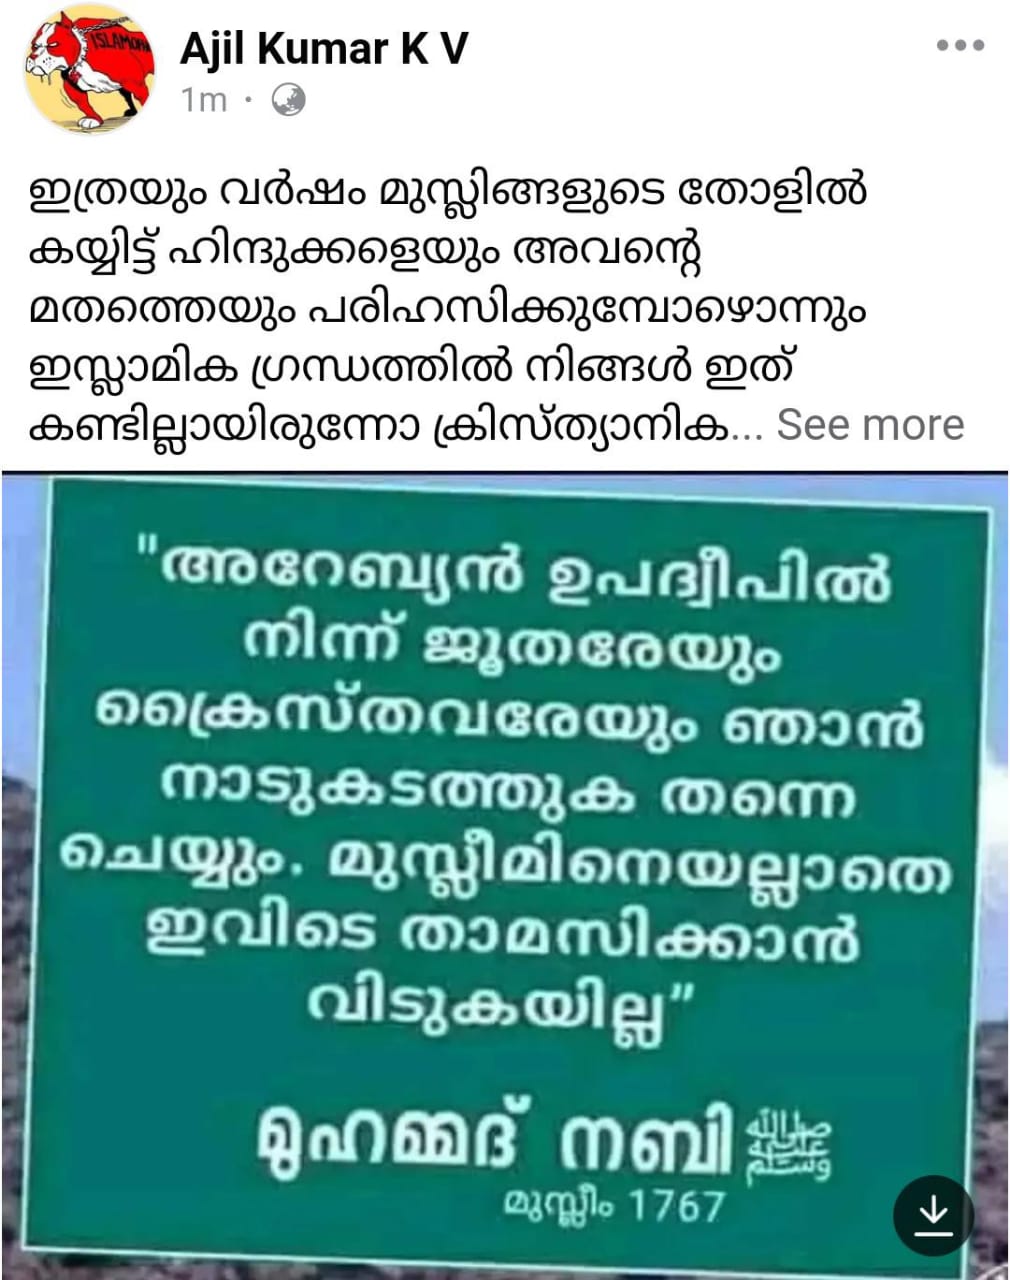 ISLAMOPH
Ajil Kumar K V
1m ·
ഇത്രയും വർഷം മുസ്ലിങ്ങളുടെ തോളിൽ
കയ്യിട്ട് ഹിന്ദുക്കളെയും അവന്റെ
മതത്തെയും പരിഹസിക്കുമ്പോഴൊന്നും
ഇസ്ലാമിക ഗ്രന്ഥത്തിൽ നിങ്ങൾ ഇത്
കണ്ടില്ലായിരുന്നോ ക്രിസ്ത്യാനിക... See more
"അറേബ്യൻ ഉപദ്വീപിൽ
നിന്ന് ജൂതരേയും
ക്രൈസ്തവരേയും ഞാൻ
നാടുകടത്തുക തന്നെ
ചെയ്യും. മുസ്ലീമിനെയല്ലാതെ
ഇവിടെ താമസിക്കാൻ
വിടുകയില്ല"
മുഹമ്മദ് നബി ﷺ
മുസ്ലീം 1767